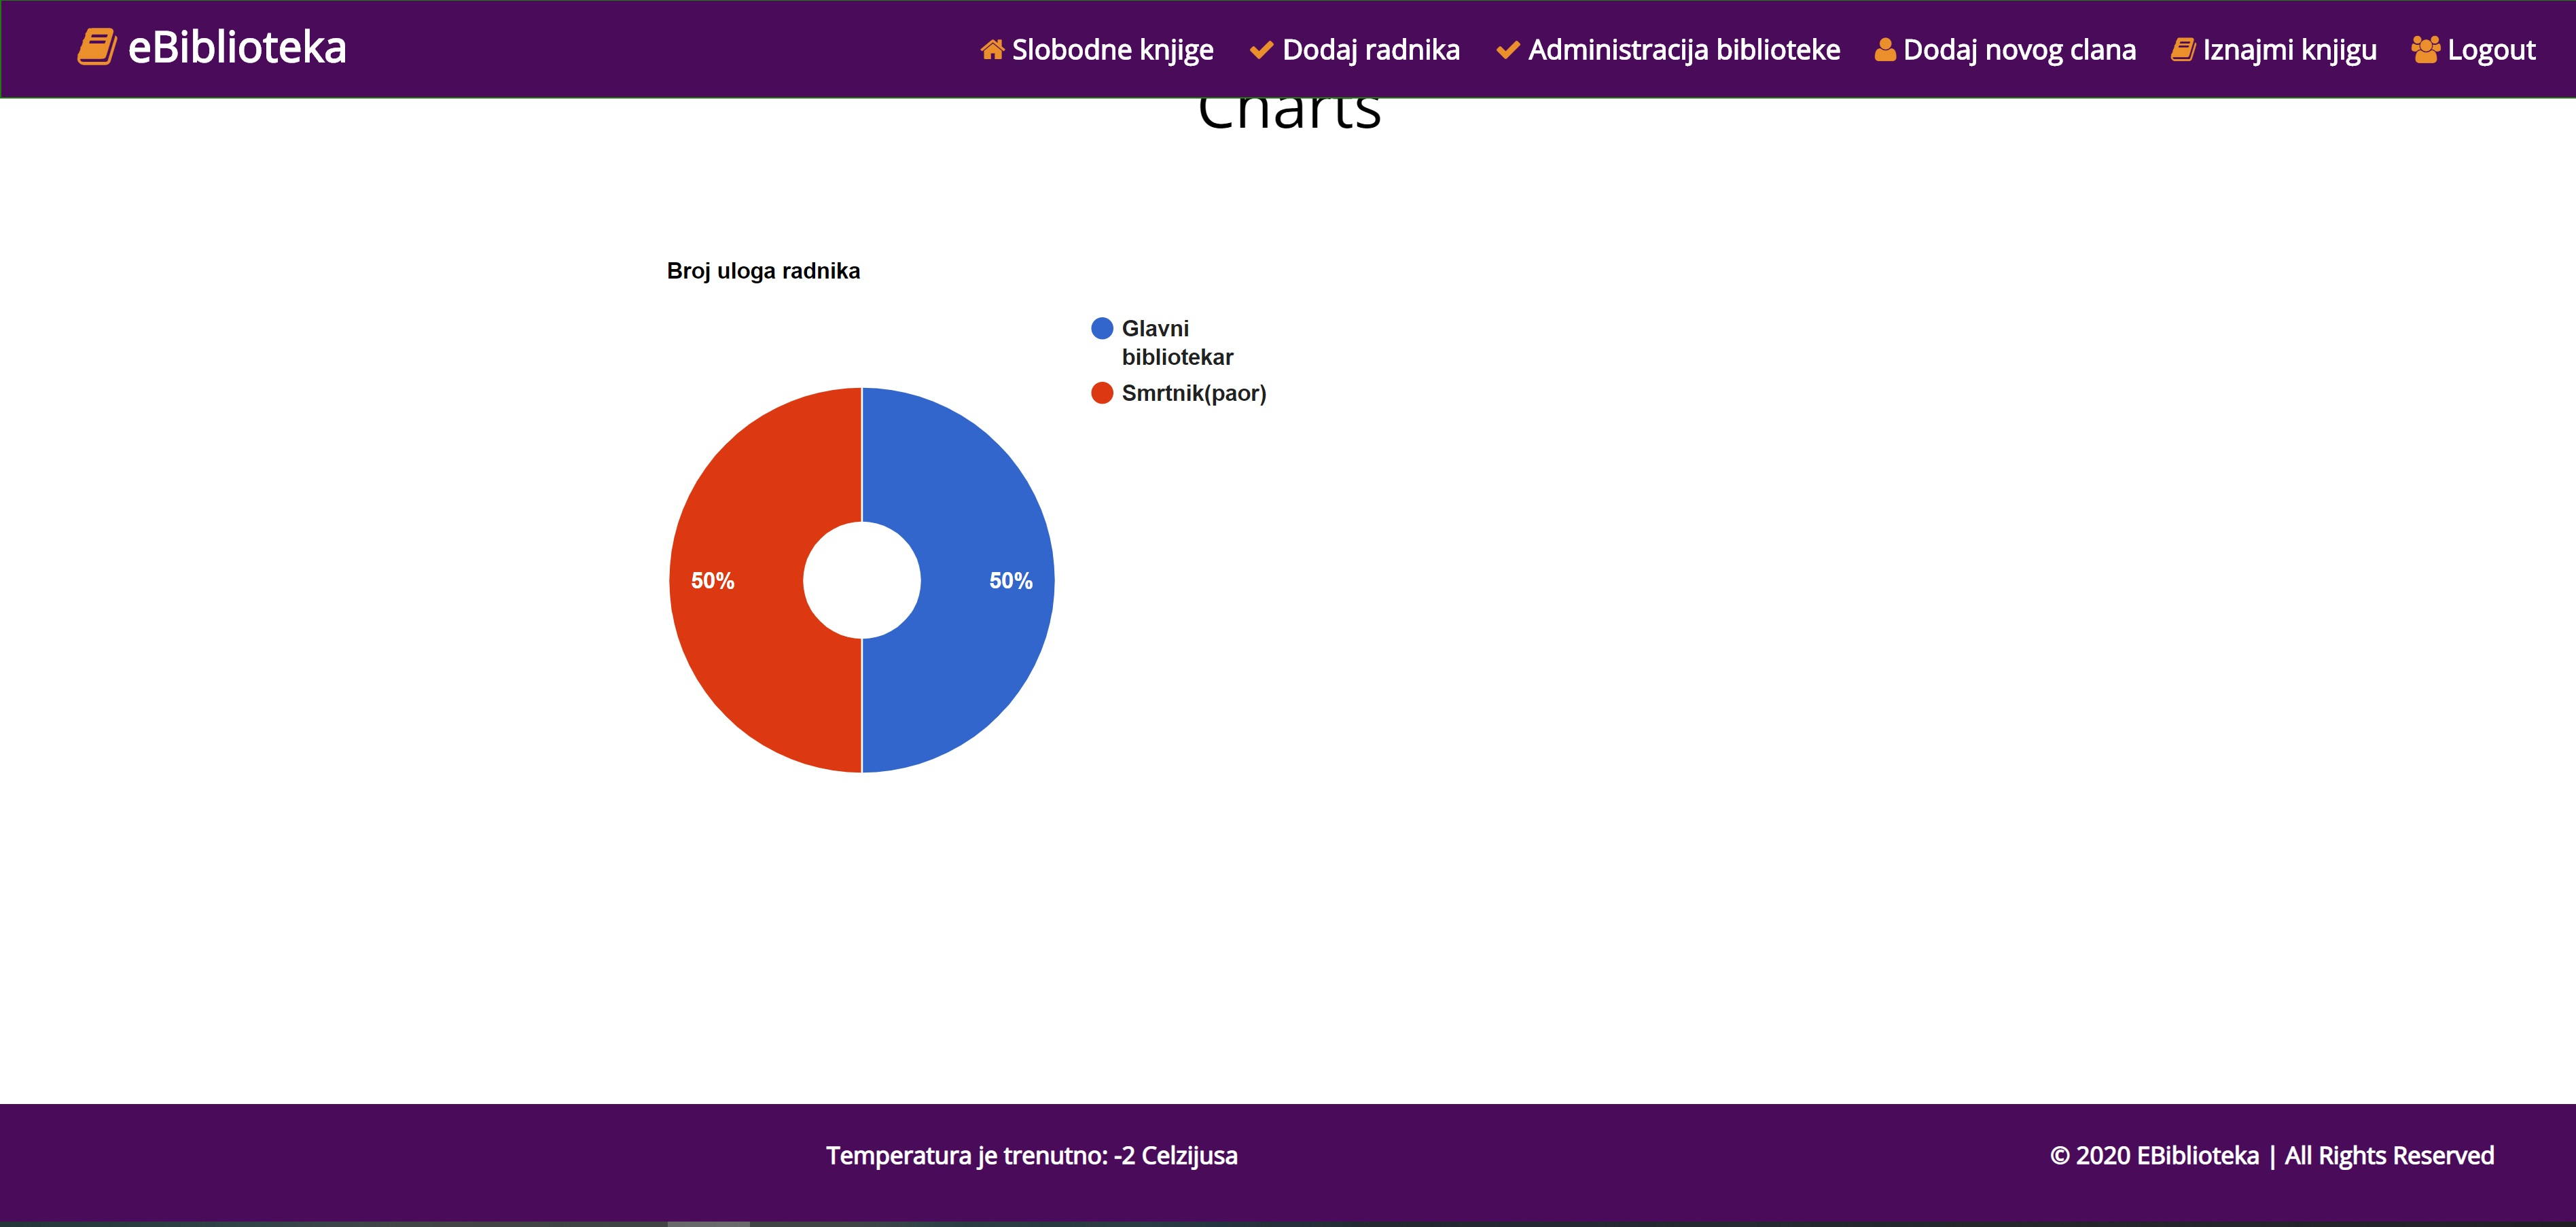 eBiblioteka
Slobodne knjige Dodaj radnika Administracija biblioteke Dodaj novog clana Iznajmi knjigu Logout
Charts
Broj uloga radnika
Glavni
bibliotekar
Smrtnik(paor)
50% 50%
Temperatura je trenutno: -2 Celzijusa
© 2020 EBiblioteka | All Rights Reserved